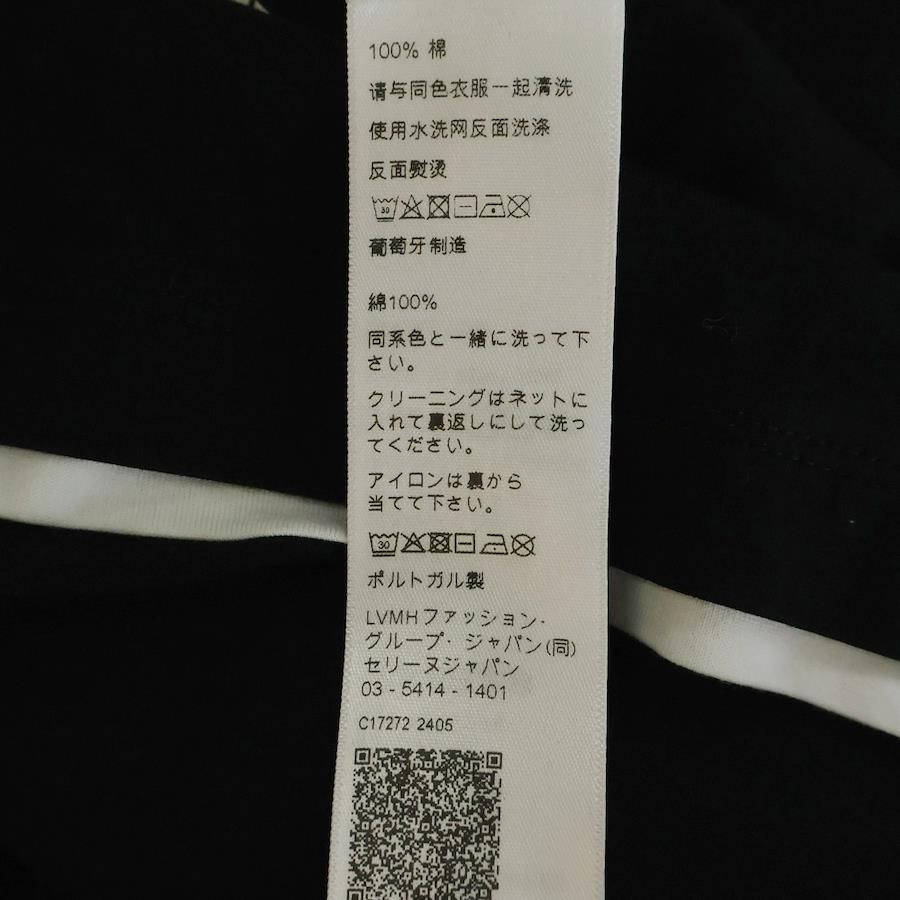 100% 棉
请与同色衣服一起清洗
使用水洗网反面洗涤
反面熨烫
30
葡萄牙制造
綿100%
同系色と一緒に洗って下
さい。
クリーニングはネットに
入れて裏返しにして洗っ
てください。
アイロンは裏から
当てて下さい。
30
ポルトガル製
LVMHファッション・
グループ・ジャパン(同)
セリーヌジャパン
03 - 5414 - 1401
C17272 2405